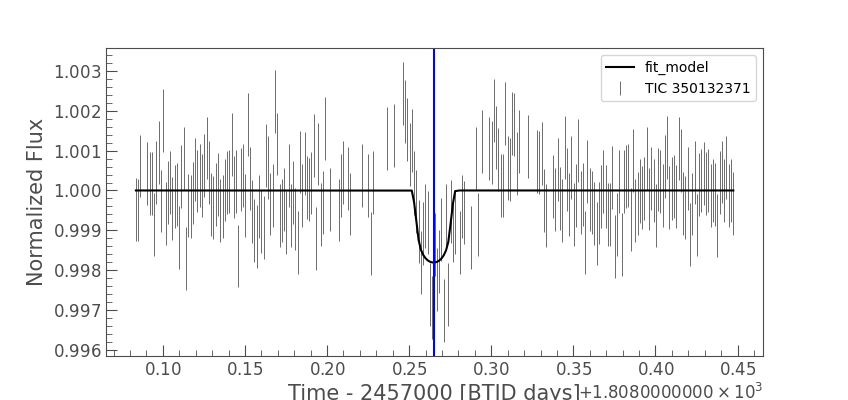 fit_model
TIC 350132371
Normalized Flux
1.003
1.002
1.001
1.000
0.999
0.998
0.997
0.996
0.10 0.15 0.20 0.25 0.30 0.35 0.40 0.45
Time - 2457000 [BTJD days]
+1.8080000000 × 10³